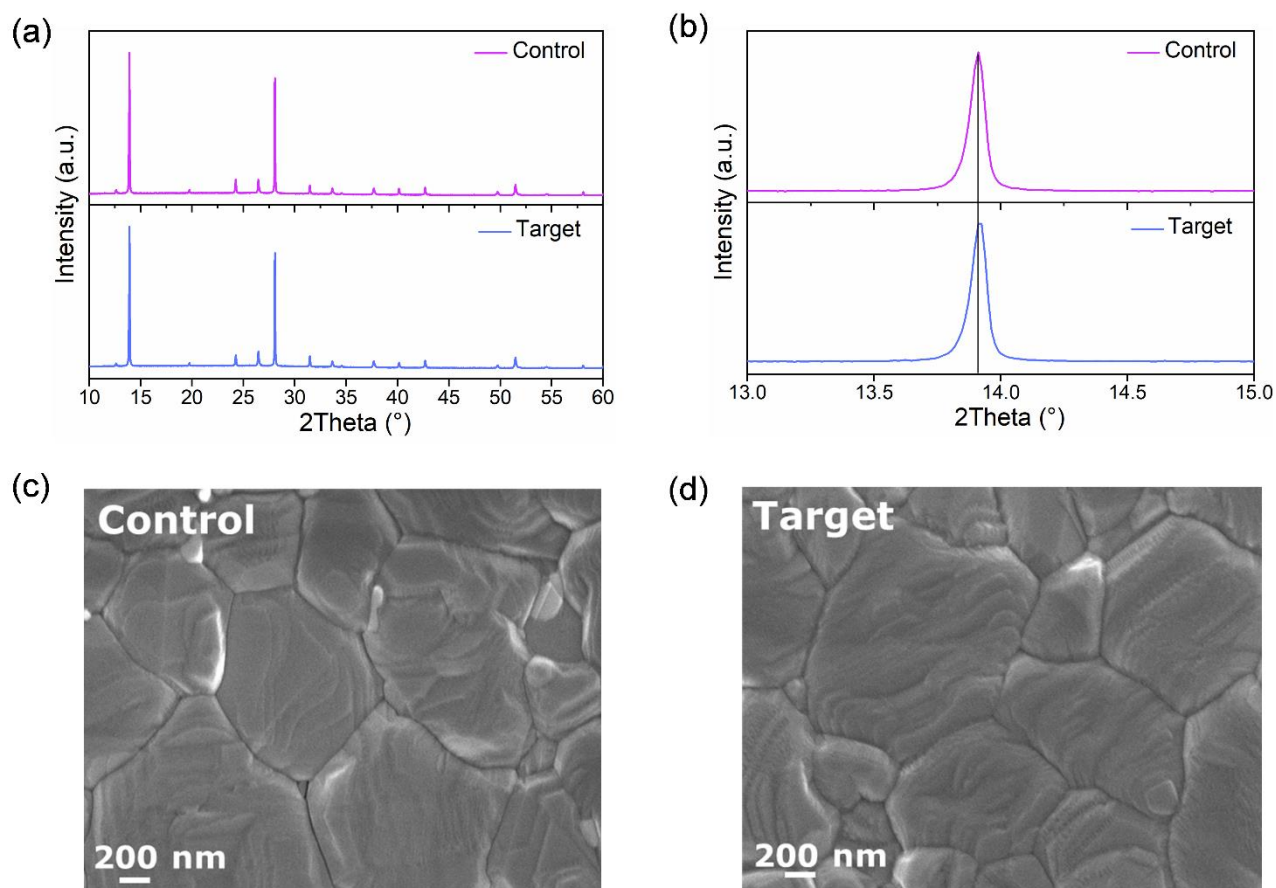 (a)
Control
Target
Intensity (a.u.)
10 15 20 25 30 35 40 45 50 55 60
2Theta (°)
(b)
Control
Target
Intensity (a.u.)
13.0 13.5 14.0 14.5 15.0
2Theta (°)
(c)
Control
200 nm
(d)
Target
200 nm